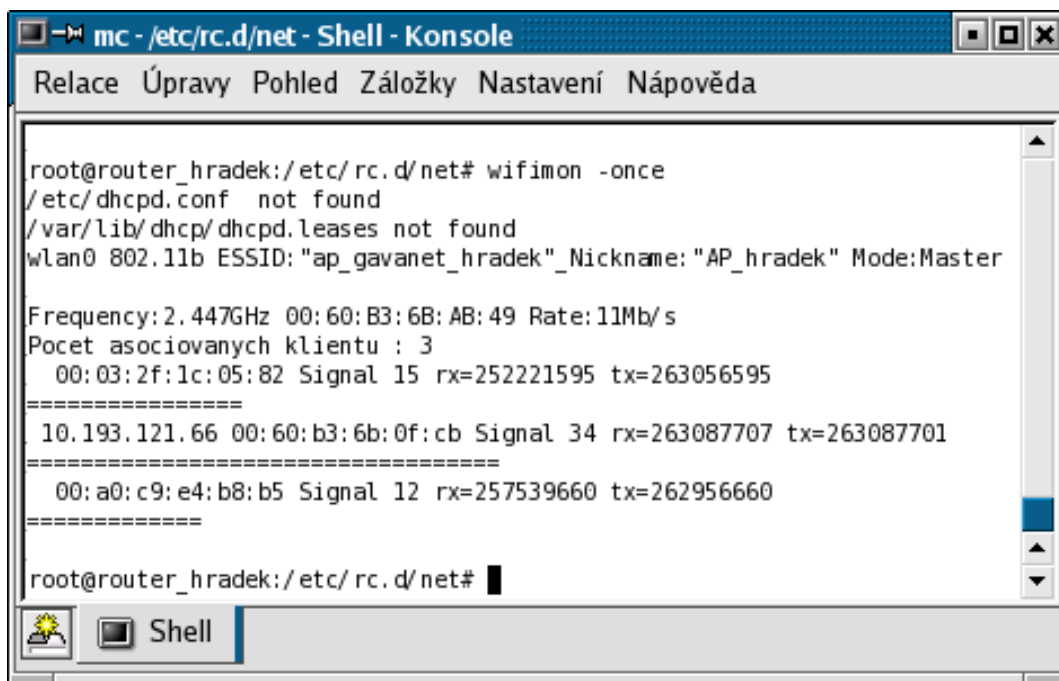 mc - /etc/rc.d/net - Shell - Konsole
Relace Úpravy Pohled Záložky Nastavení Nápověda
root@router_hradek:/etc/rc.d/net# wifimon -once
/etc/dhcpd.conf  not found
/var/lib/dhcp/dhcpd.leases not found
wlan0 802.11b ESSID:"ap_gavanet_hradek"_Nickname:"AP_hradek" Mode:Master
Frequency:2.447GHz 00:60:B3:6B:AB:49 Rate:11Mb/s
Pocet asociovanych klientu : 3
00:03:2f:1c:05:82 Signal 15 rx=252221595 tx=263056595
================
10.193.121.66 00:60:b3:6b:0f:cb Signal 34 rx=263087707 tx=263087701
===================================
00:a0:c9:e4:b8:b5 Signal 12 rx=257539660 tx=262956660
=============
root@router_hradek:/etc/rc.d/net#
Shell